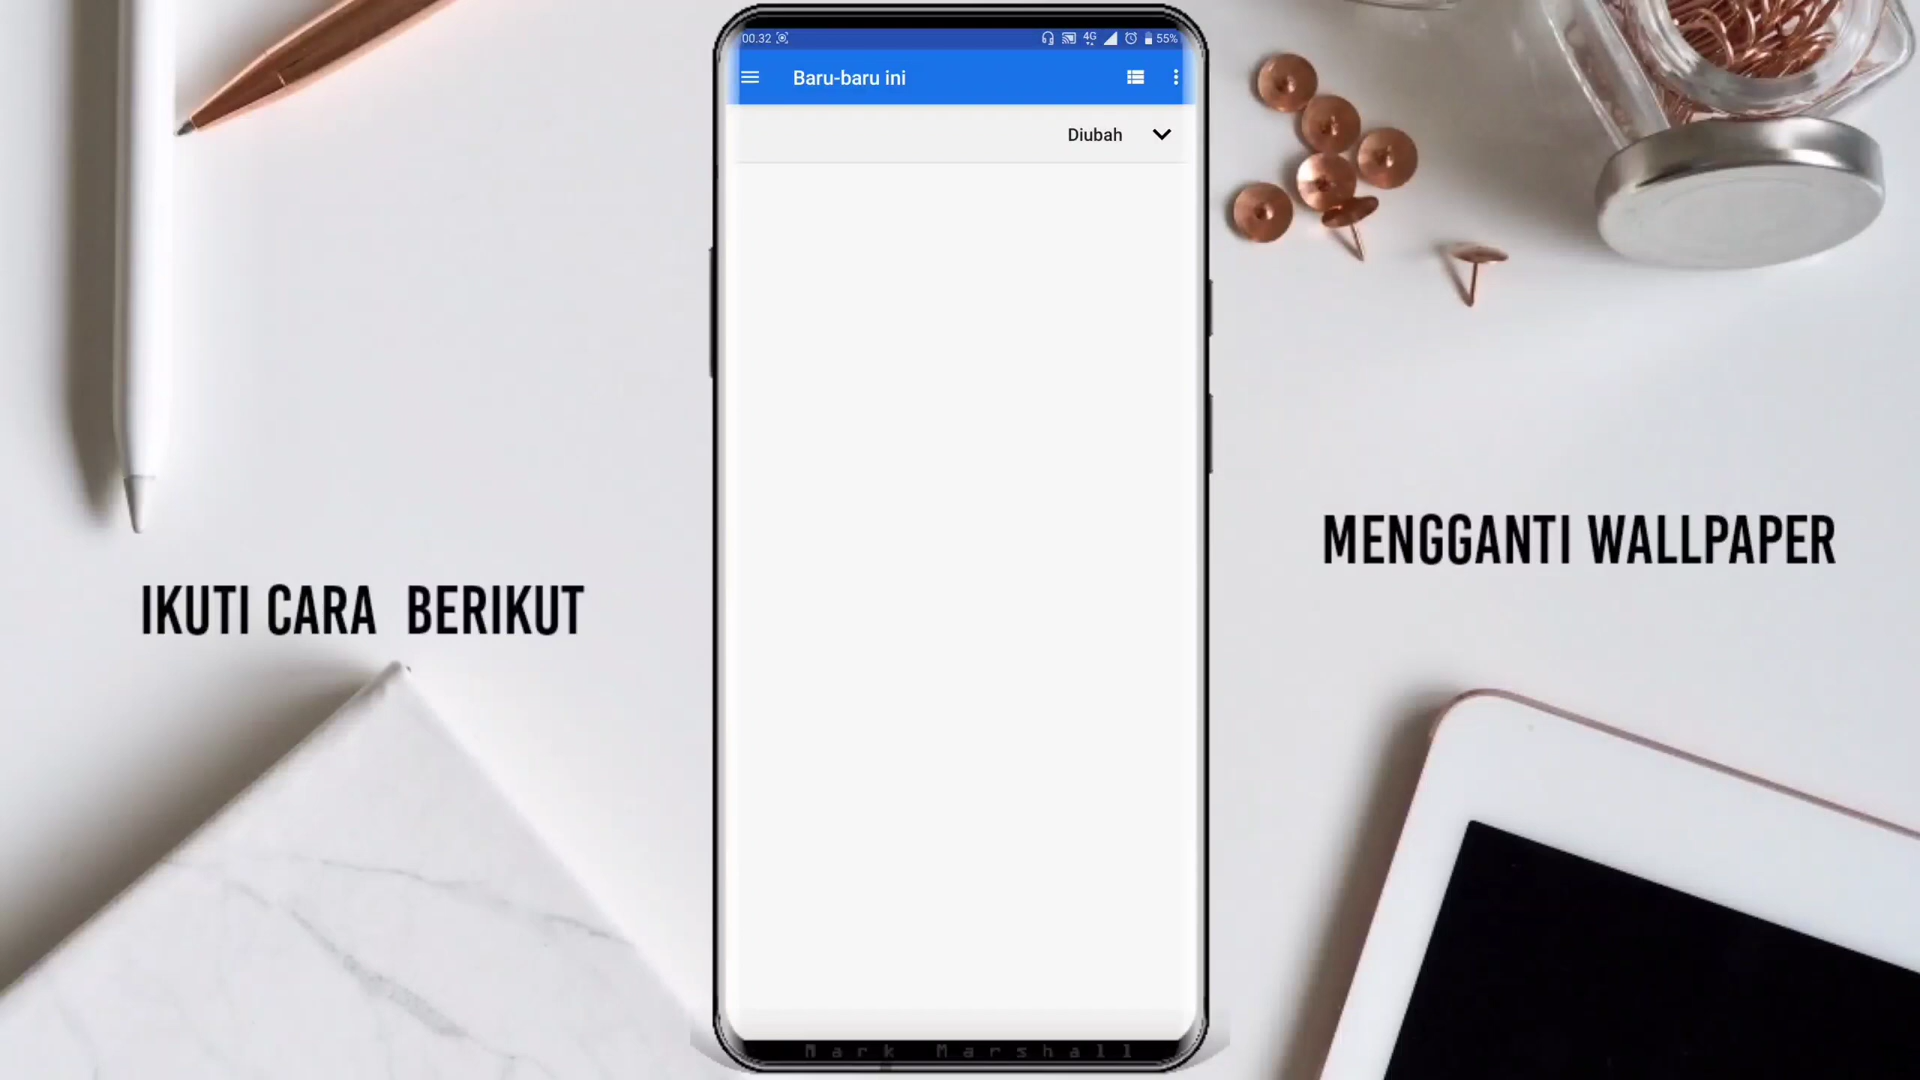 00.32 4G 55%
Baru-baru ini
Diubah
MENGGANTI WALLPAPER
IKUTI CARA BERIKUT
Mark Marshall